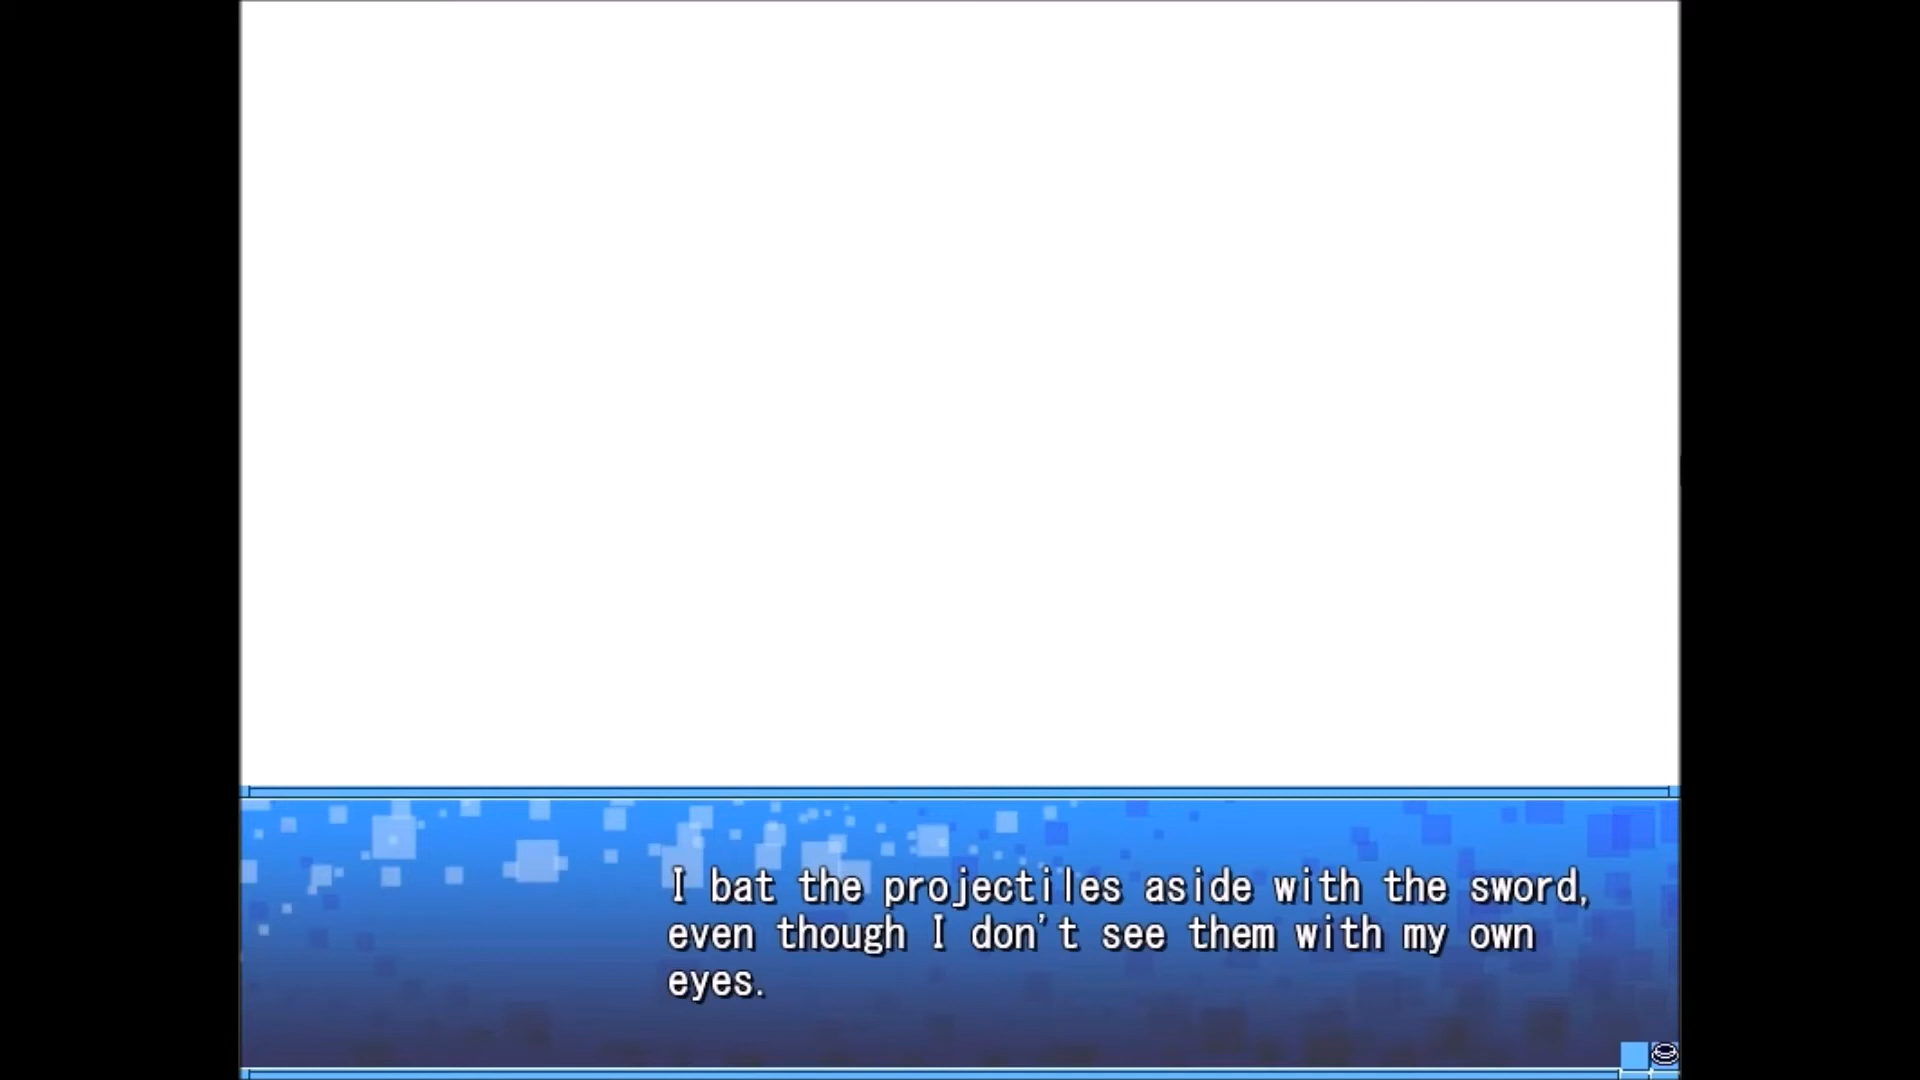 I bat the projectiles aside with the sword,
even though I don't see them with my own
eyes.